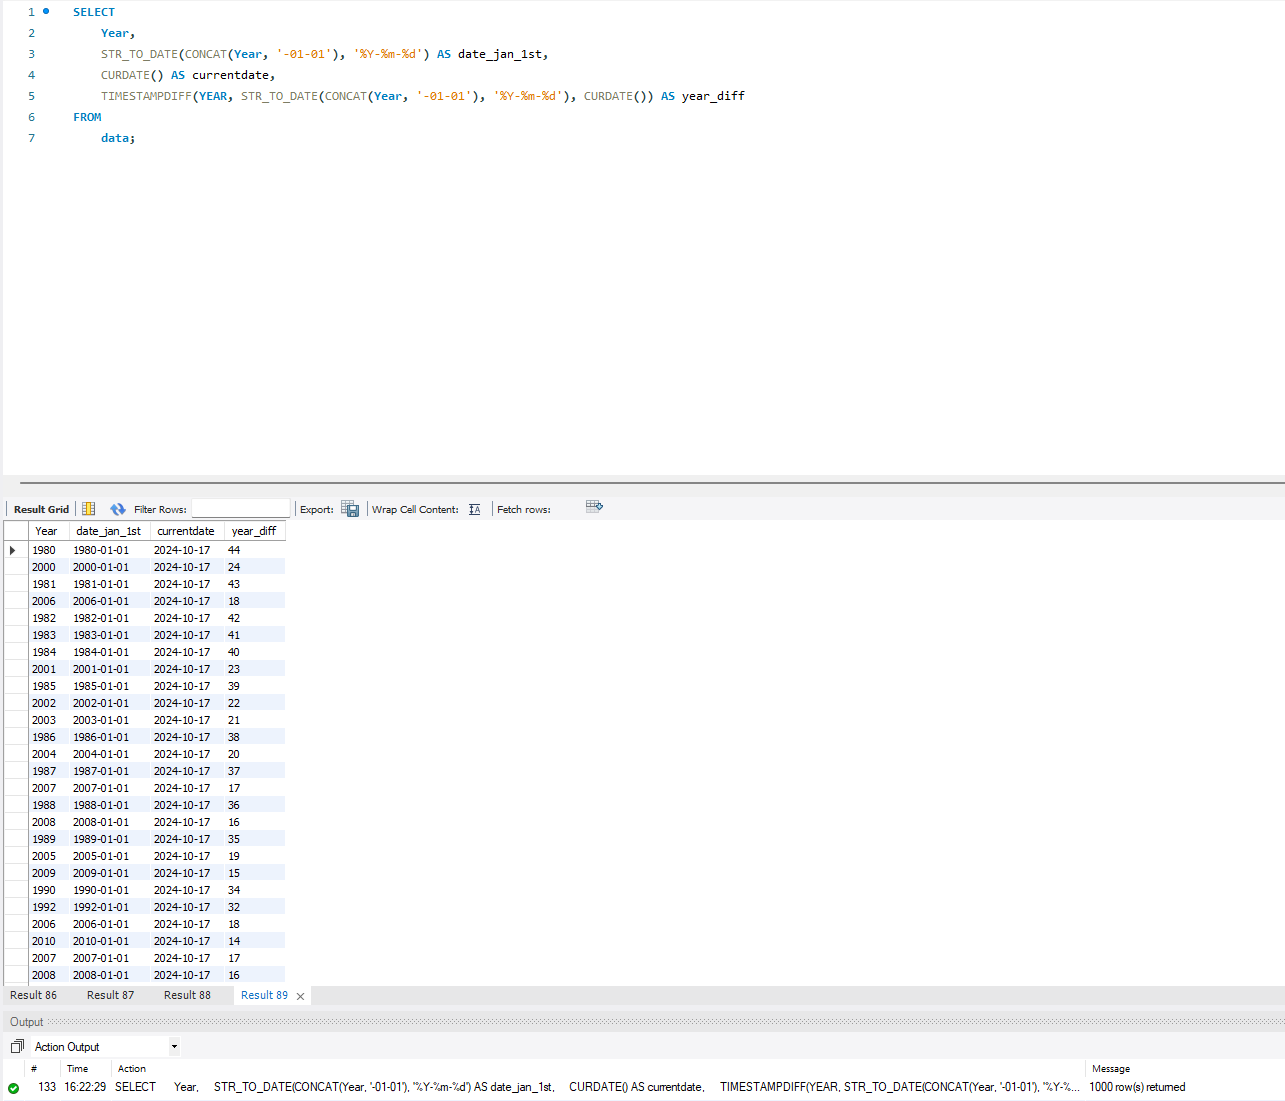 1 SELECT
2 Year,
3 STR_TO_DATE(CONCAT(Year, '-01-01'), '%Y-%m-%d') AS date_jan_1st,
4 CURDATE() AS currentdate,
5 TIMESTAMPDIFF(YEAR, STR_TO_DATE(CONCAT(Year, '-01-01'), '%Y-%m-%d'), CURDATE()) AS year_diff
6 FROM
7 data;
Result Grid Filter Rows: Export: Wrap Cell Content: Fetch rows:
Year date_jan_1st currentdate year_diff
1980 1980-01-01 2024-10-17 44
2000 2000-01-01 2024-10-17 24
1981 1981-01-01 2024-10-17 43
2006 2006-01-01 2024-10-17 18
1982 1982-01-01 2024-10-17 42
1983 1983-01-01 2024-10-17 41
1984 1984-01-01 2024-10-17 40
2001 2001-01-01 2024-10-17 23
1985 1985-01-01 2024-10-17 39
2002 2002-01-01 2024-10-17 22
2003 2003-01-01 2024-10-17 21
1986 1986-01-01 2024-10-17 38
2004 2004-01-01 2024-10-17 20
1987 1987-01-01 2024-10-17 37
2007 2007-01-01 2024-10-17 17
1988 1988-01-01 2024-10-17 36
2008 2008-01-01 2024-10-17 16
1989 1989-01-01 2024-10-17 35
2005 2005-01-01 2024-10-17 19
2009 2009-01-01 2024-10-17 15
1990 1990-01-01 2024-10-17 34
1992 1992-01-01 2024-10-17 32
2006 2006-01-01 2024-10-17 18
2010 2010-01-01 2024-10-17 14
2007 2007-01-01 2024-10-17 17
2008 2008-01-01 2024-10-17 16
Result 86 Result 87 Result 88 Result 89
Output
Action Output
# Time Action Message
133 16:22:29 SELECT Year, STR_TO_DATE(CONCAT(Year, '-01-01'), '%Y-%m-%d') AS date_jan_1st, CURDATE() AS currentdate, TIMESTAMPDIFF(YEAR, STR_TO_DATE(CONCAT(Year, '-01-01'), '%Y-%... 1000 row(s) returned